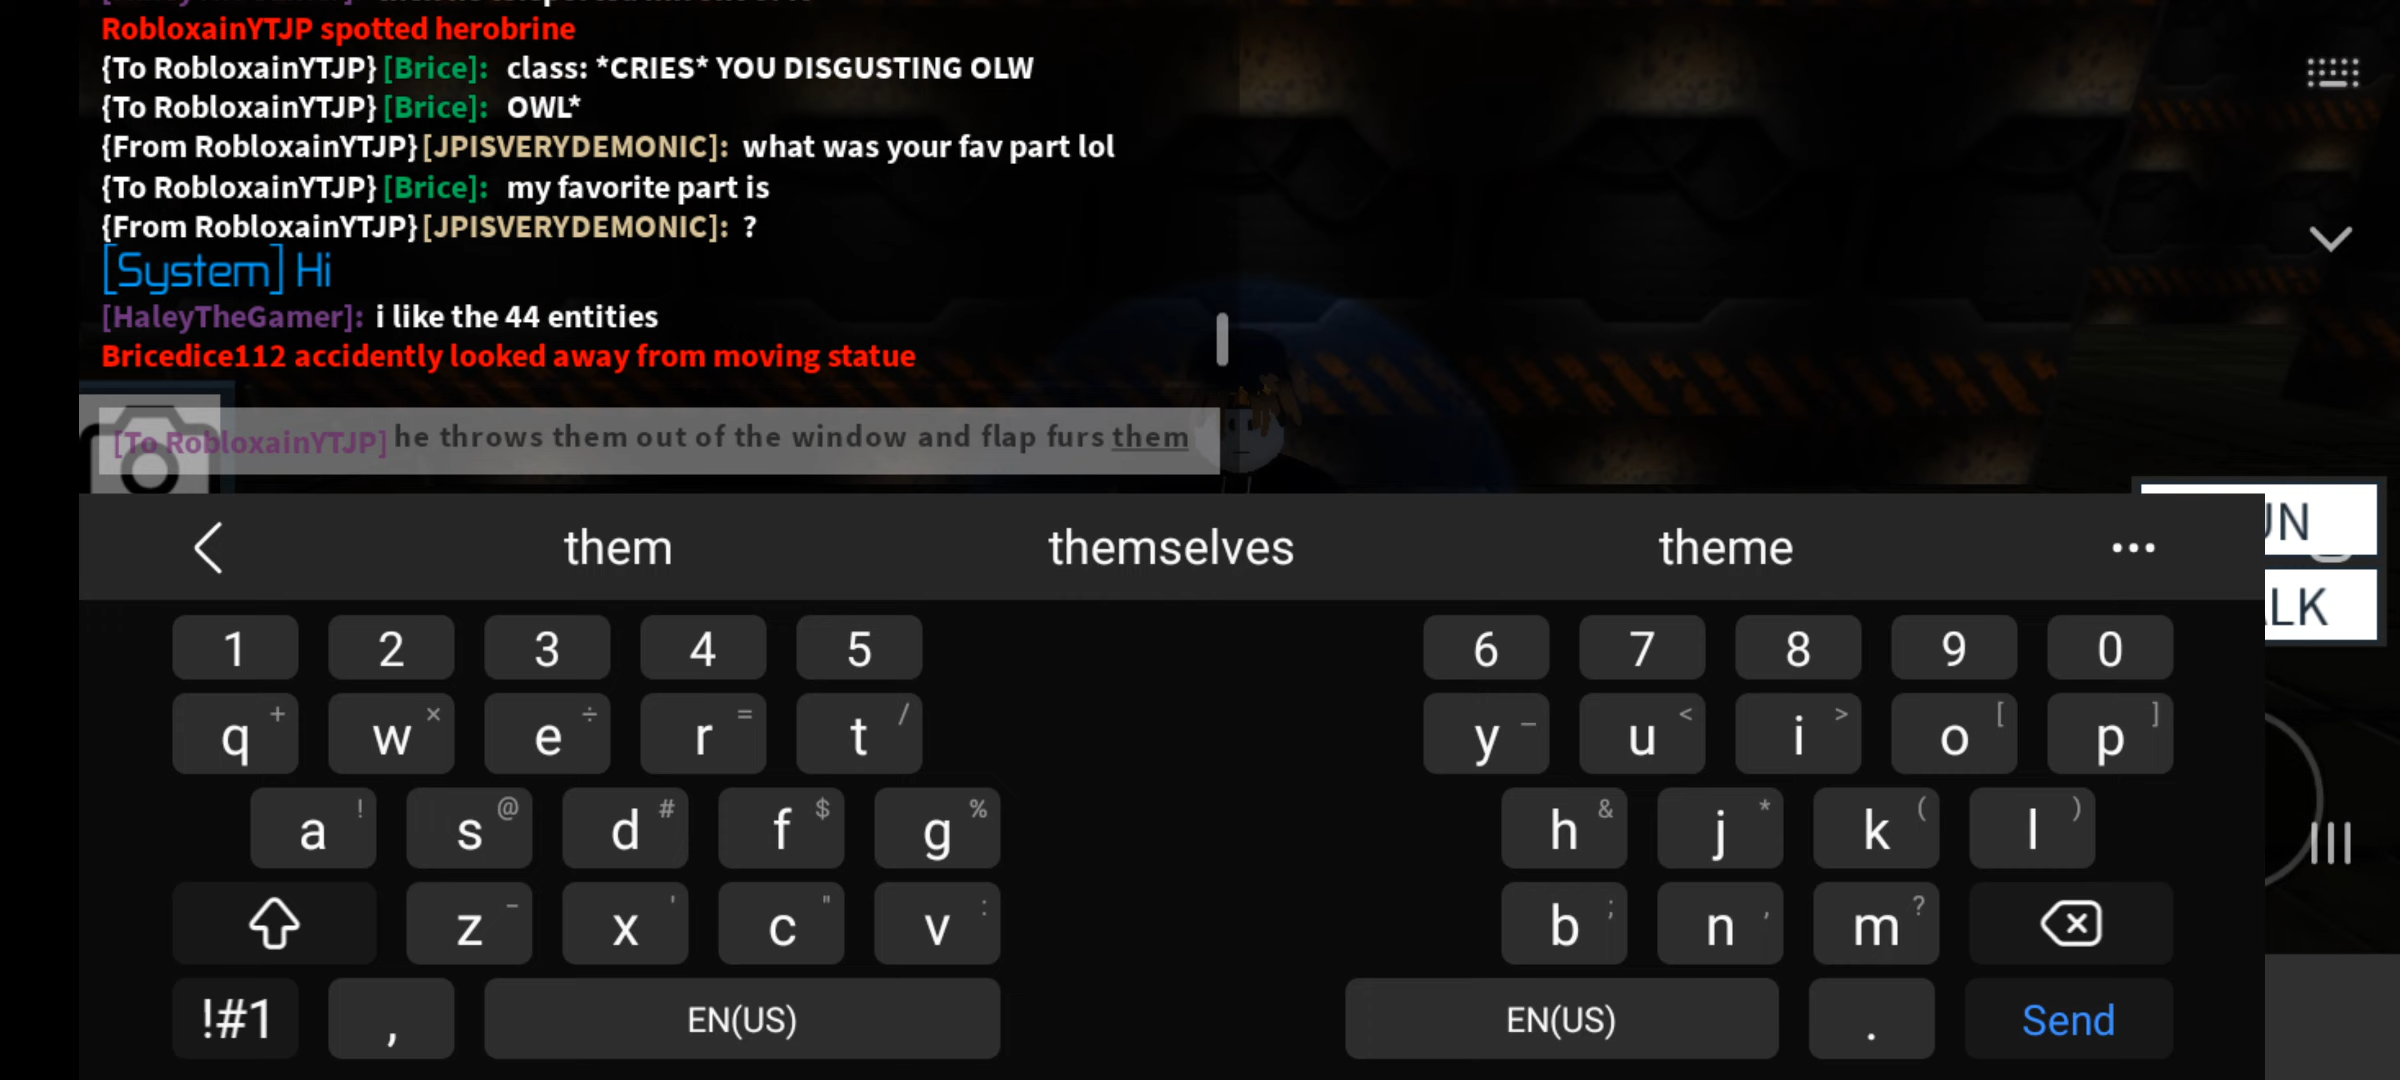 RobloxainYTJP spotted herobrine
{To RobloxainYTJP} [Brice]: class: *CRIES* YOU DISGUSTING OLW
{To RobloxainYTJP} [Brice]: OWL*
{From RobloxainYTJP} [JPISVERYDEMONIC]: what was your fav part lol
{To RobloxainYTJP} [Brice]: my favorite part is
{From RobloxainYTJP} [JPISVERYDEMONIC]: ?
[System] Hi
[HaleyTheGamer]: i like the 44 entities
Bricedice112 accidently looked away from moving statue
[To RobloxainYTJP] he throws them out of the window and flap furs them
UN
LK
them themselves theme ...
1 2 3 4 5 6 7 8 9 0
q + w × e ÷ r = t / y _ u < i > o [ p ]
a ! s @ d # f $ g % h & j * k ( l )
z - x ' c " v : b ; n , m ?
!#1 , EN(US) EN(US) . Send